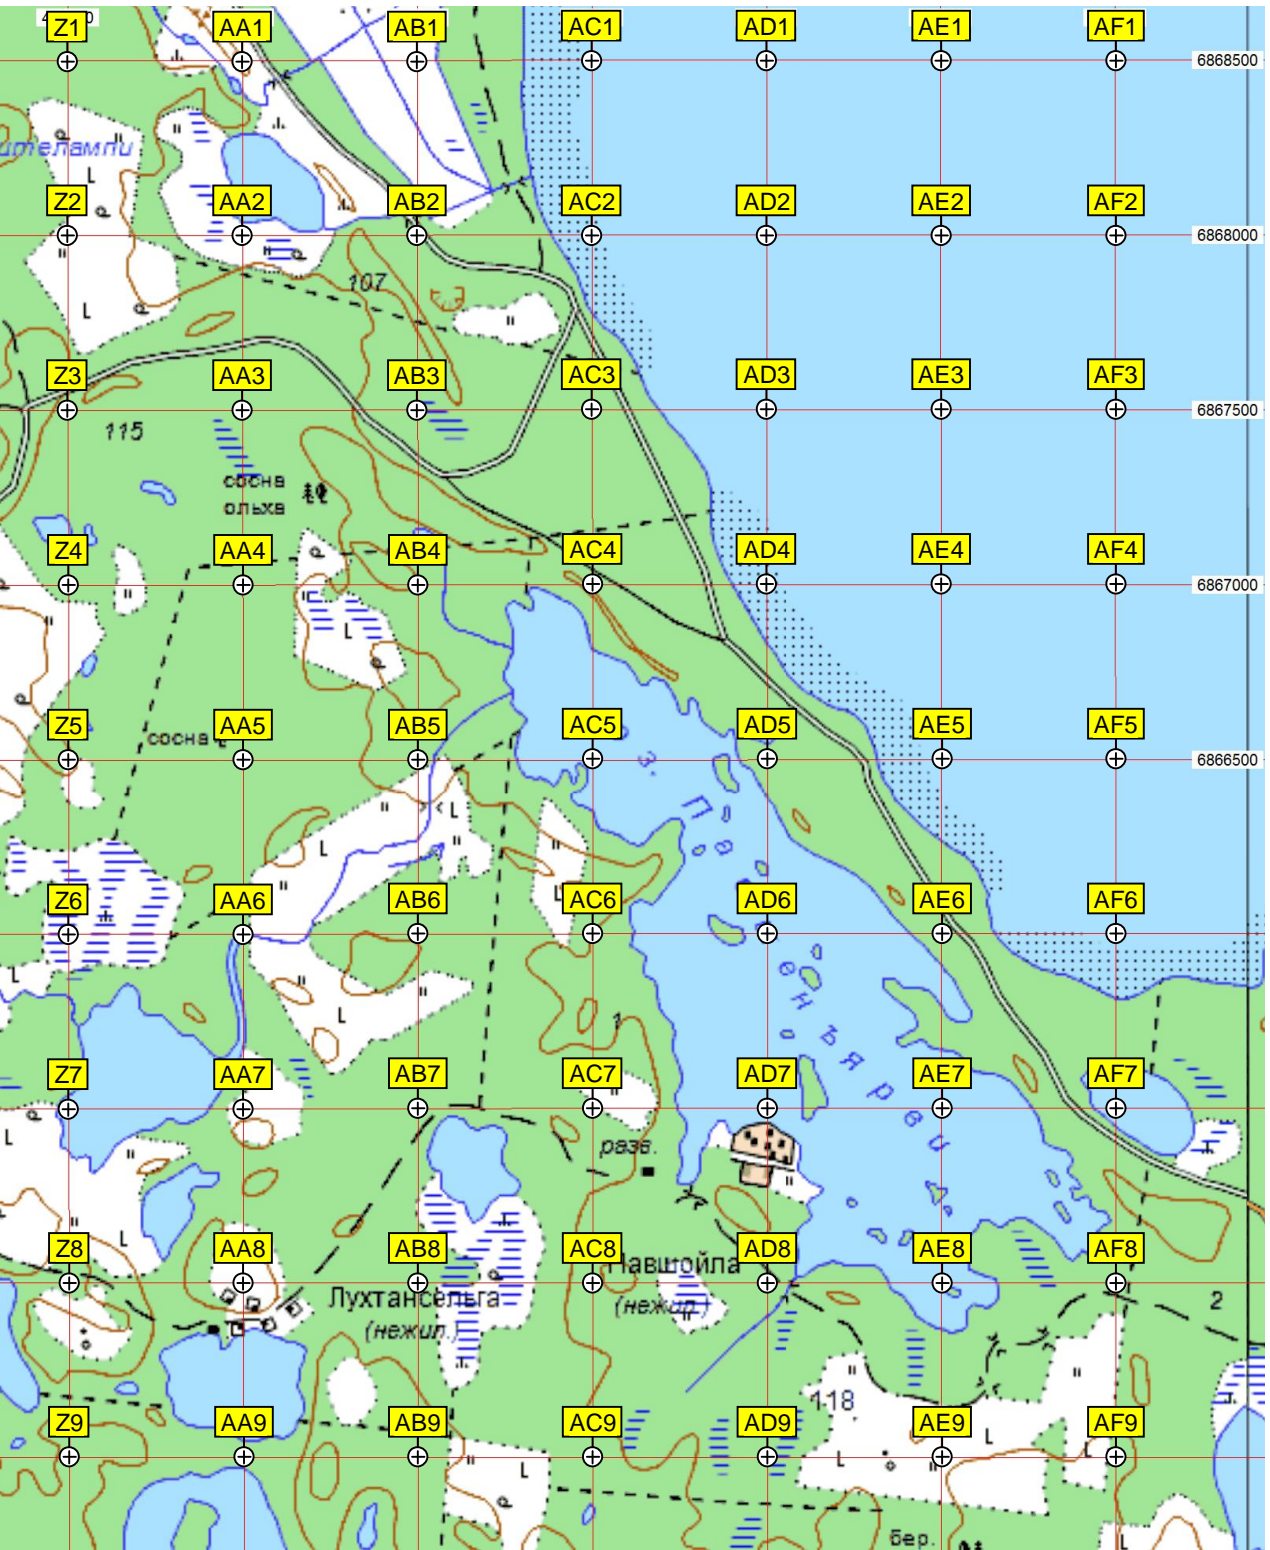 Z1 AA1 AB1 AC1 AD1 AE1 AF1
6868500
Z2 AA2 AB2 AC2 AD2 AE2 AF2
6868000
107
Z3 AA3 AB3 AC3 AD3 AE3 AF3
6867500
115
сосна
ольха
Z4 AA4 AB4 AC4 AD4 AE4 AF4
6867000
Z5 AA5 AB5 AC5 AD5 AE5 AF5
сосна
6866500
Z6 AA6 AB6 AC6 AD6 AE6 AF6
1
Z7 AA7 AB7 AC7 AD7 AE7 AF7
разв.
Z8 AA8 AB8 AC8 AD8 AE8 AF8
Павшойла
(нежил.)
Лухтансельга
(нежил.)
2
118
Z9 AA9 AB9 AC9 AD9 AE9 AF9
бер.